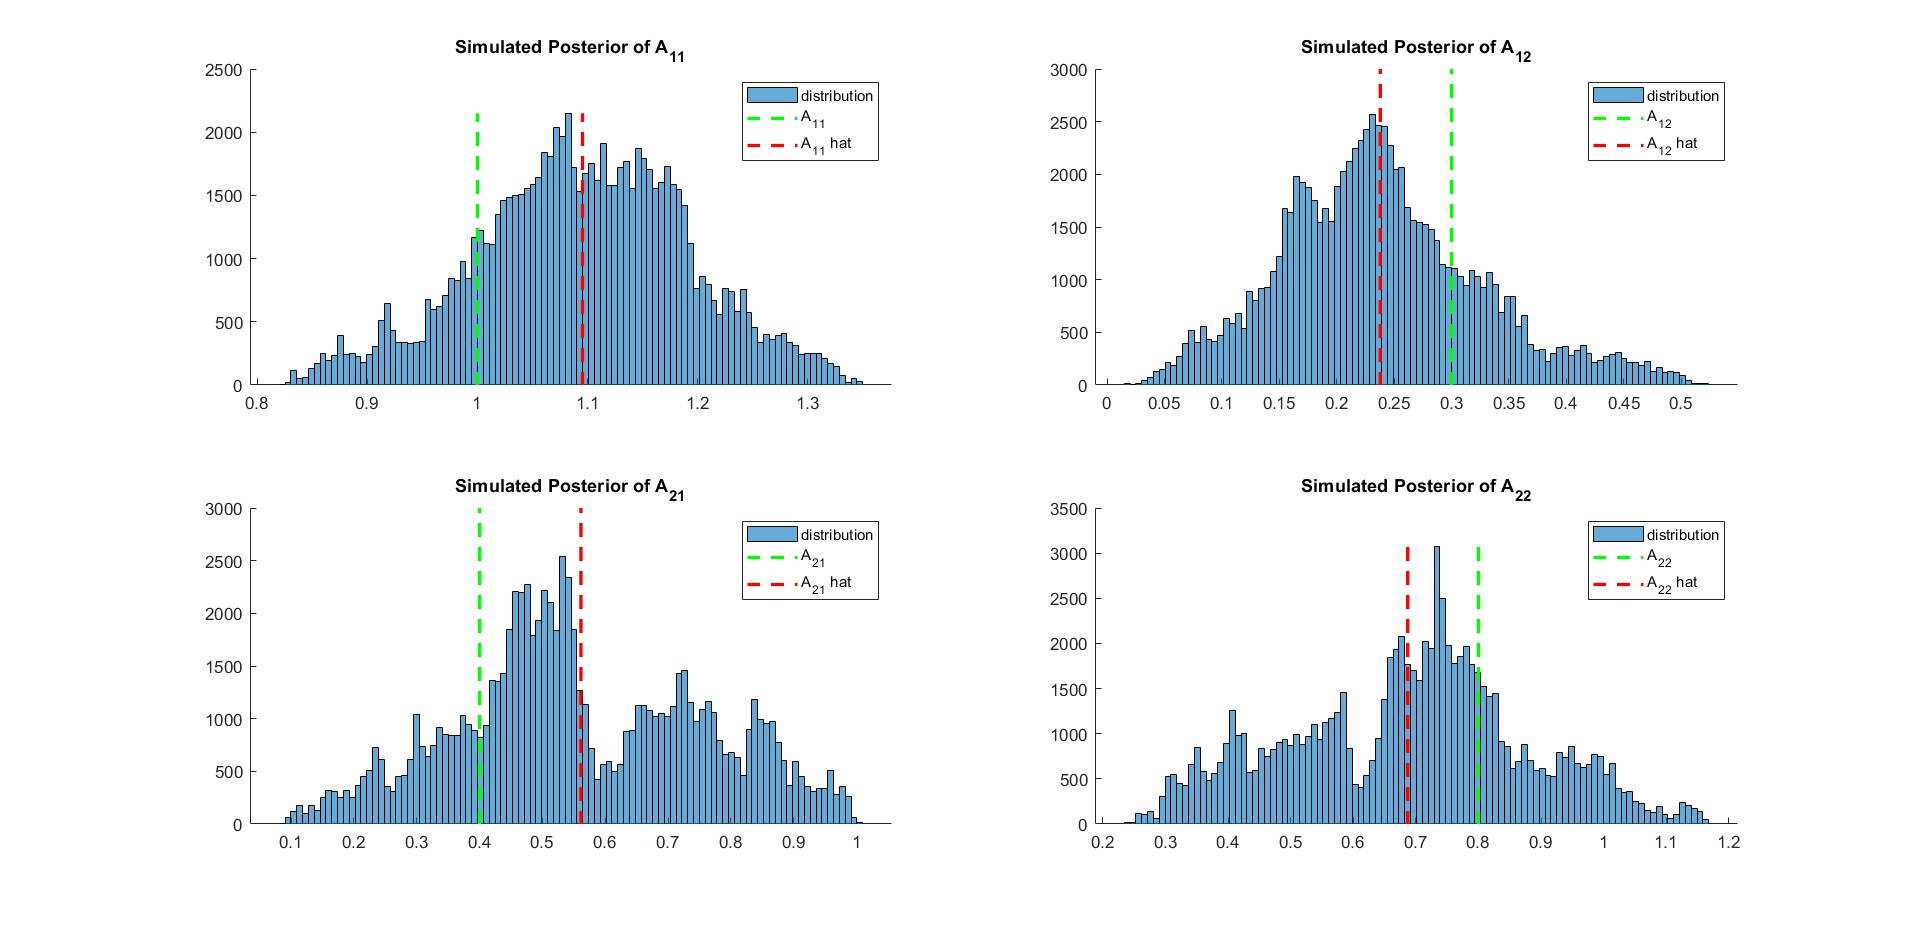 Simulated Posterior of A11
2500
2000
1500
1000
500
0
0.8 0.9 1 1.1 1.2 1.3
distribution
A11
A11 hat
Simulated Posterior of A12
3000
2500
2000
1500
1000
500
0
0 0.05 0.1 0.15 0.2 0.25 0.3 0.35 0.4 0.45 0.5
distribution
A12
A12 hat
Simulated Posterior of A21
3000
2500
2000
1500
1000
500
0
0.1 0.2 0.3 0.4 0.5 0.6 0.7 0.8 0.9 1
distribution
A21
A21 hat
Simulated Posterior of A22
3500
3000
2500
2000
1500
1000
500
0
0.2 0.3 0.4 0.5 0.6 0.7 0.8 0.9 1 1.1 1.2
distribution
A22
A22 hat